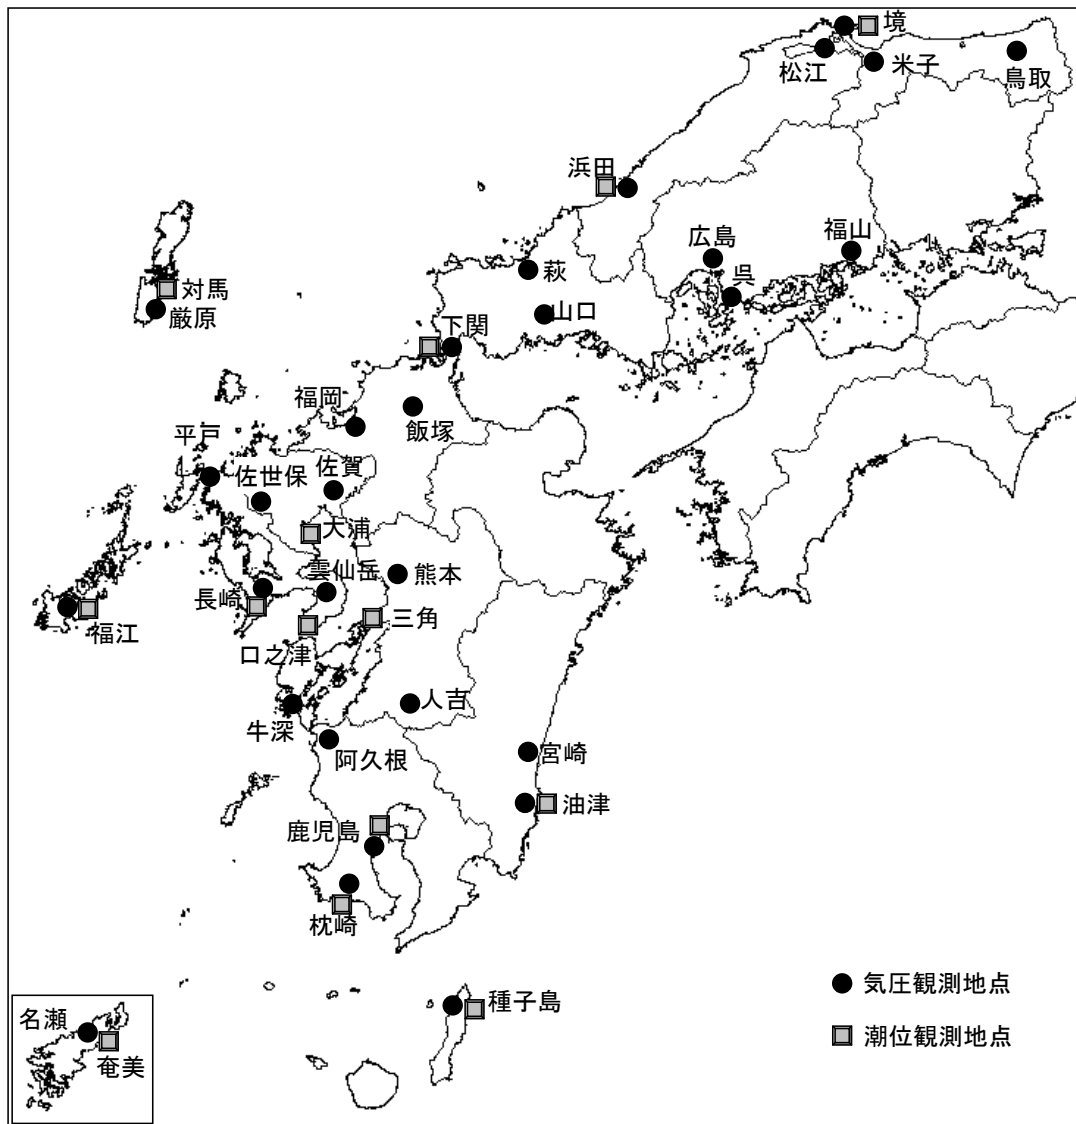 境
松江
米子
鳥取
浜田
広島
福山
呉
萩
山口
対馬
厳原
下関
福岡
飯塚
平戸
佐世保
佐賀
大浦
雲仙岳
熊本
長崎
三角
福江
口之津
人吉
牛深
阿久根
宮崎
油津
鹿児島
枕崎
種子島
名瀬
奄美
気圧観測地点
潮位観測地点